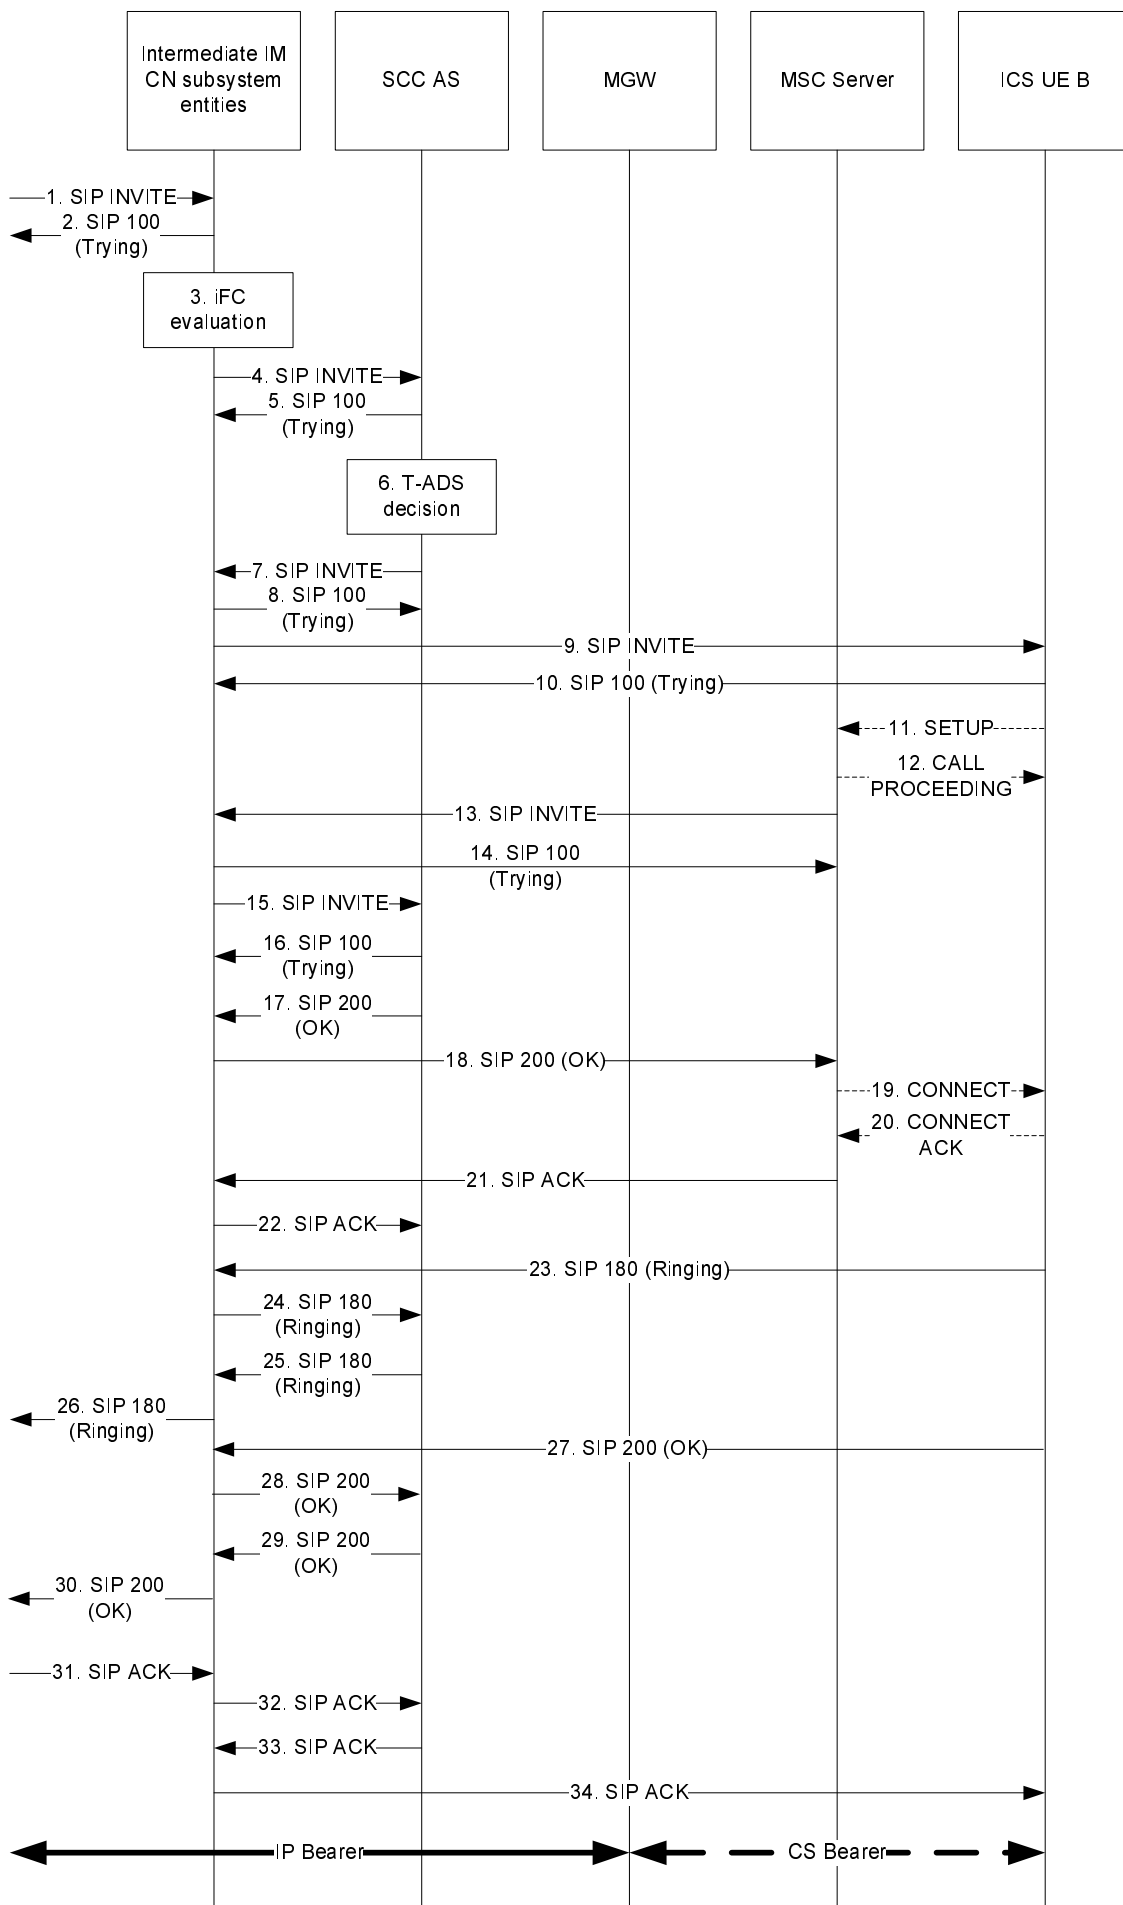 Intermediate IM
CN subsystem
entities
SCC AS
MGW
MSC Server
ICS UE B
1. SIP INVITE
2. SIP 100
(Trying)
3. iFC
evaluation
4. SIP INVITE
5. SIP 100
(Trying)
6. T-ADS
decision
7. SIP INVITE
8. SIP 100
(Trying)
9. SIP INVITE
10. SIP 100 (Trying)
11. SETUP
12. CALL
PROCEEDING
13. SIP INVITE
14. SIP 100
(Trying)
15. SIP INVITE
16. SIP 100
(Trying)
17. SIP 200
(OK)
18. SIP 200 (OK)
19. CONNECT
20. CONNECT
ACK
21. SIP ACK
22. SIP ACK
23. SIP 180 (Ringing)
24. SIP 180
(Ringing)
25. SIP 180
(Ringing)
26. SIP 180
(Ringing)
27. SIP 200 (OK)
28. SIP 200
(OK)
29. SIP 200
(OK)
30. SIP 200
(OK)
31. SIP ACK
32. SIP ACK
33. SIP ACK
34. SIP ACK
IP Bearer
CS Bearer